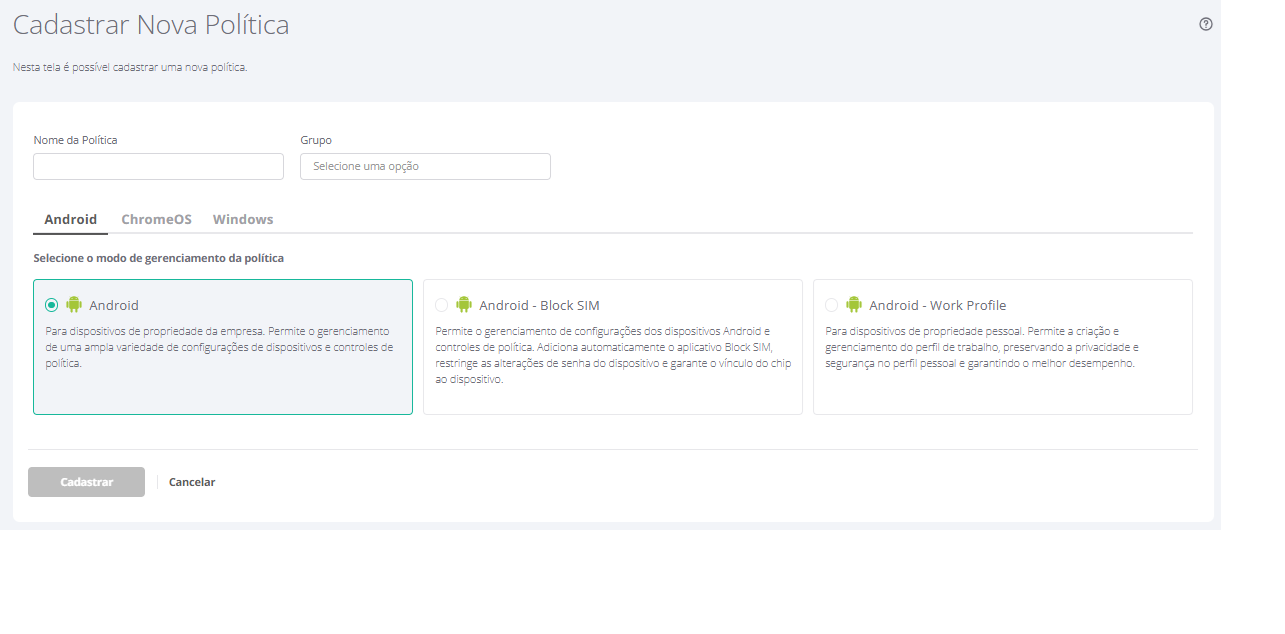 Cadastrar Nova Política
Nesta tela é possível cadastrar uma nova política.
Nome da Política
Grupo
Selecione uma opção
Android
ChromeOS
Windows
Selecione o modo de gerenciamento da política
Android
Para dispositivos de propriedade da empresa. Permite o gerenciamento
de uma ampla variedade de configurações de dispositivos e controles de
política.
Android - Block SIM
Permite o gerenciamento de configurações dos dispositivos Android e
controles de política. Adiciona automaticamente o aplicativo Block SIM,
restringe as alterações de senha do dispositivo e garante o vínculo do chip
ao dispositivo.
Android - Work Profile
Para dispositivos de propriedade pessoal. Permite a criação e
gerenciamento do perfil de trabalho, preservando a privacidade e
segurança no perfil pessoal e garantindo o melhor desempenho.
Cadastrar
Cancelar